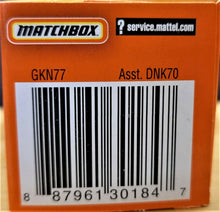 MATCHBOX ? service.mattel.com
GKN77 Asst. DNK70
8 87961 30184 7